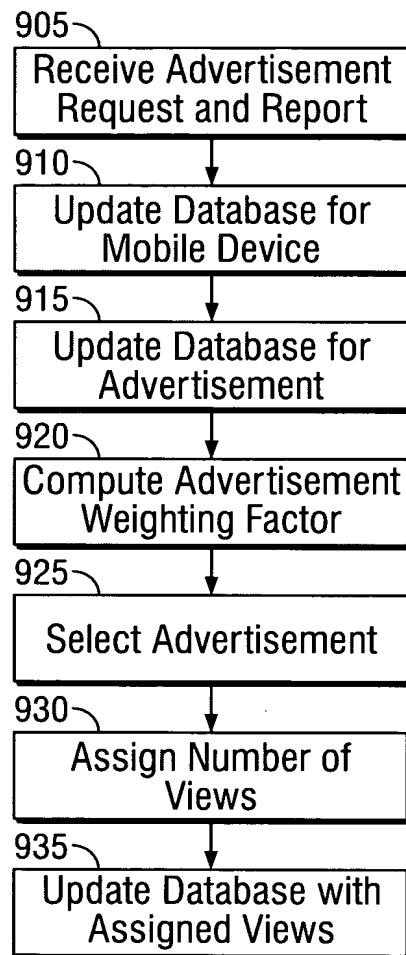 905
Receive Advertisement
Request and Report
910
Update Database for
Mobile Device
915
Update Database for
Advertisement
920
Compute Advertisement
Weighting Factor
925
Select Advertisement
930
Assign Number of
Views
935
Update Database with
Assigned Views